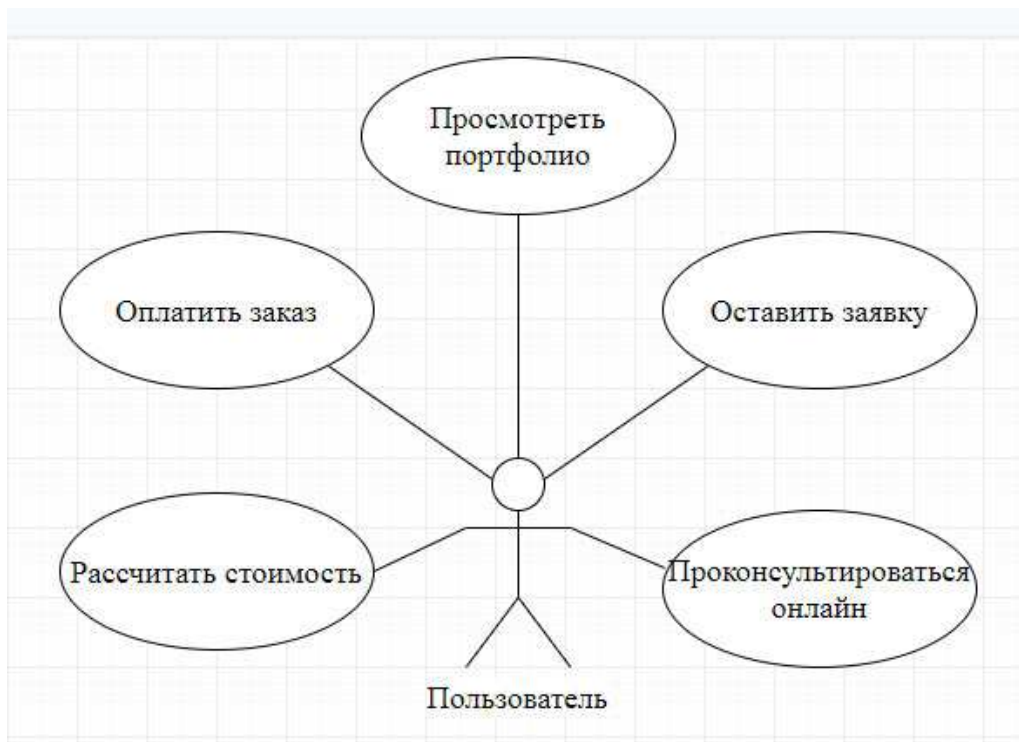 Просмотреть
портфолио
Оплатить заказ
Оставить заявку
Рассчитать стоимость
Проконсультироваться
онлайн
Пользователь